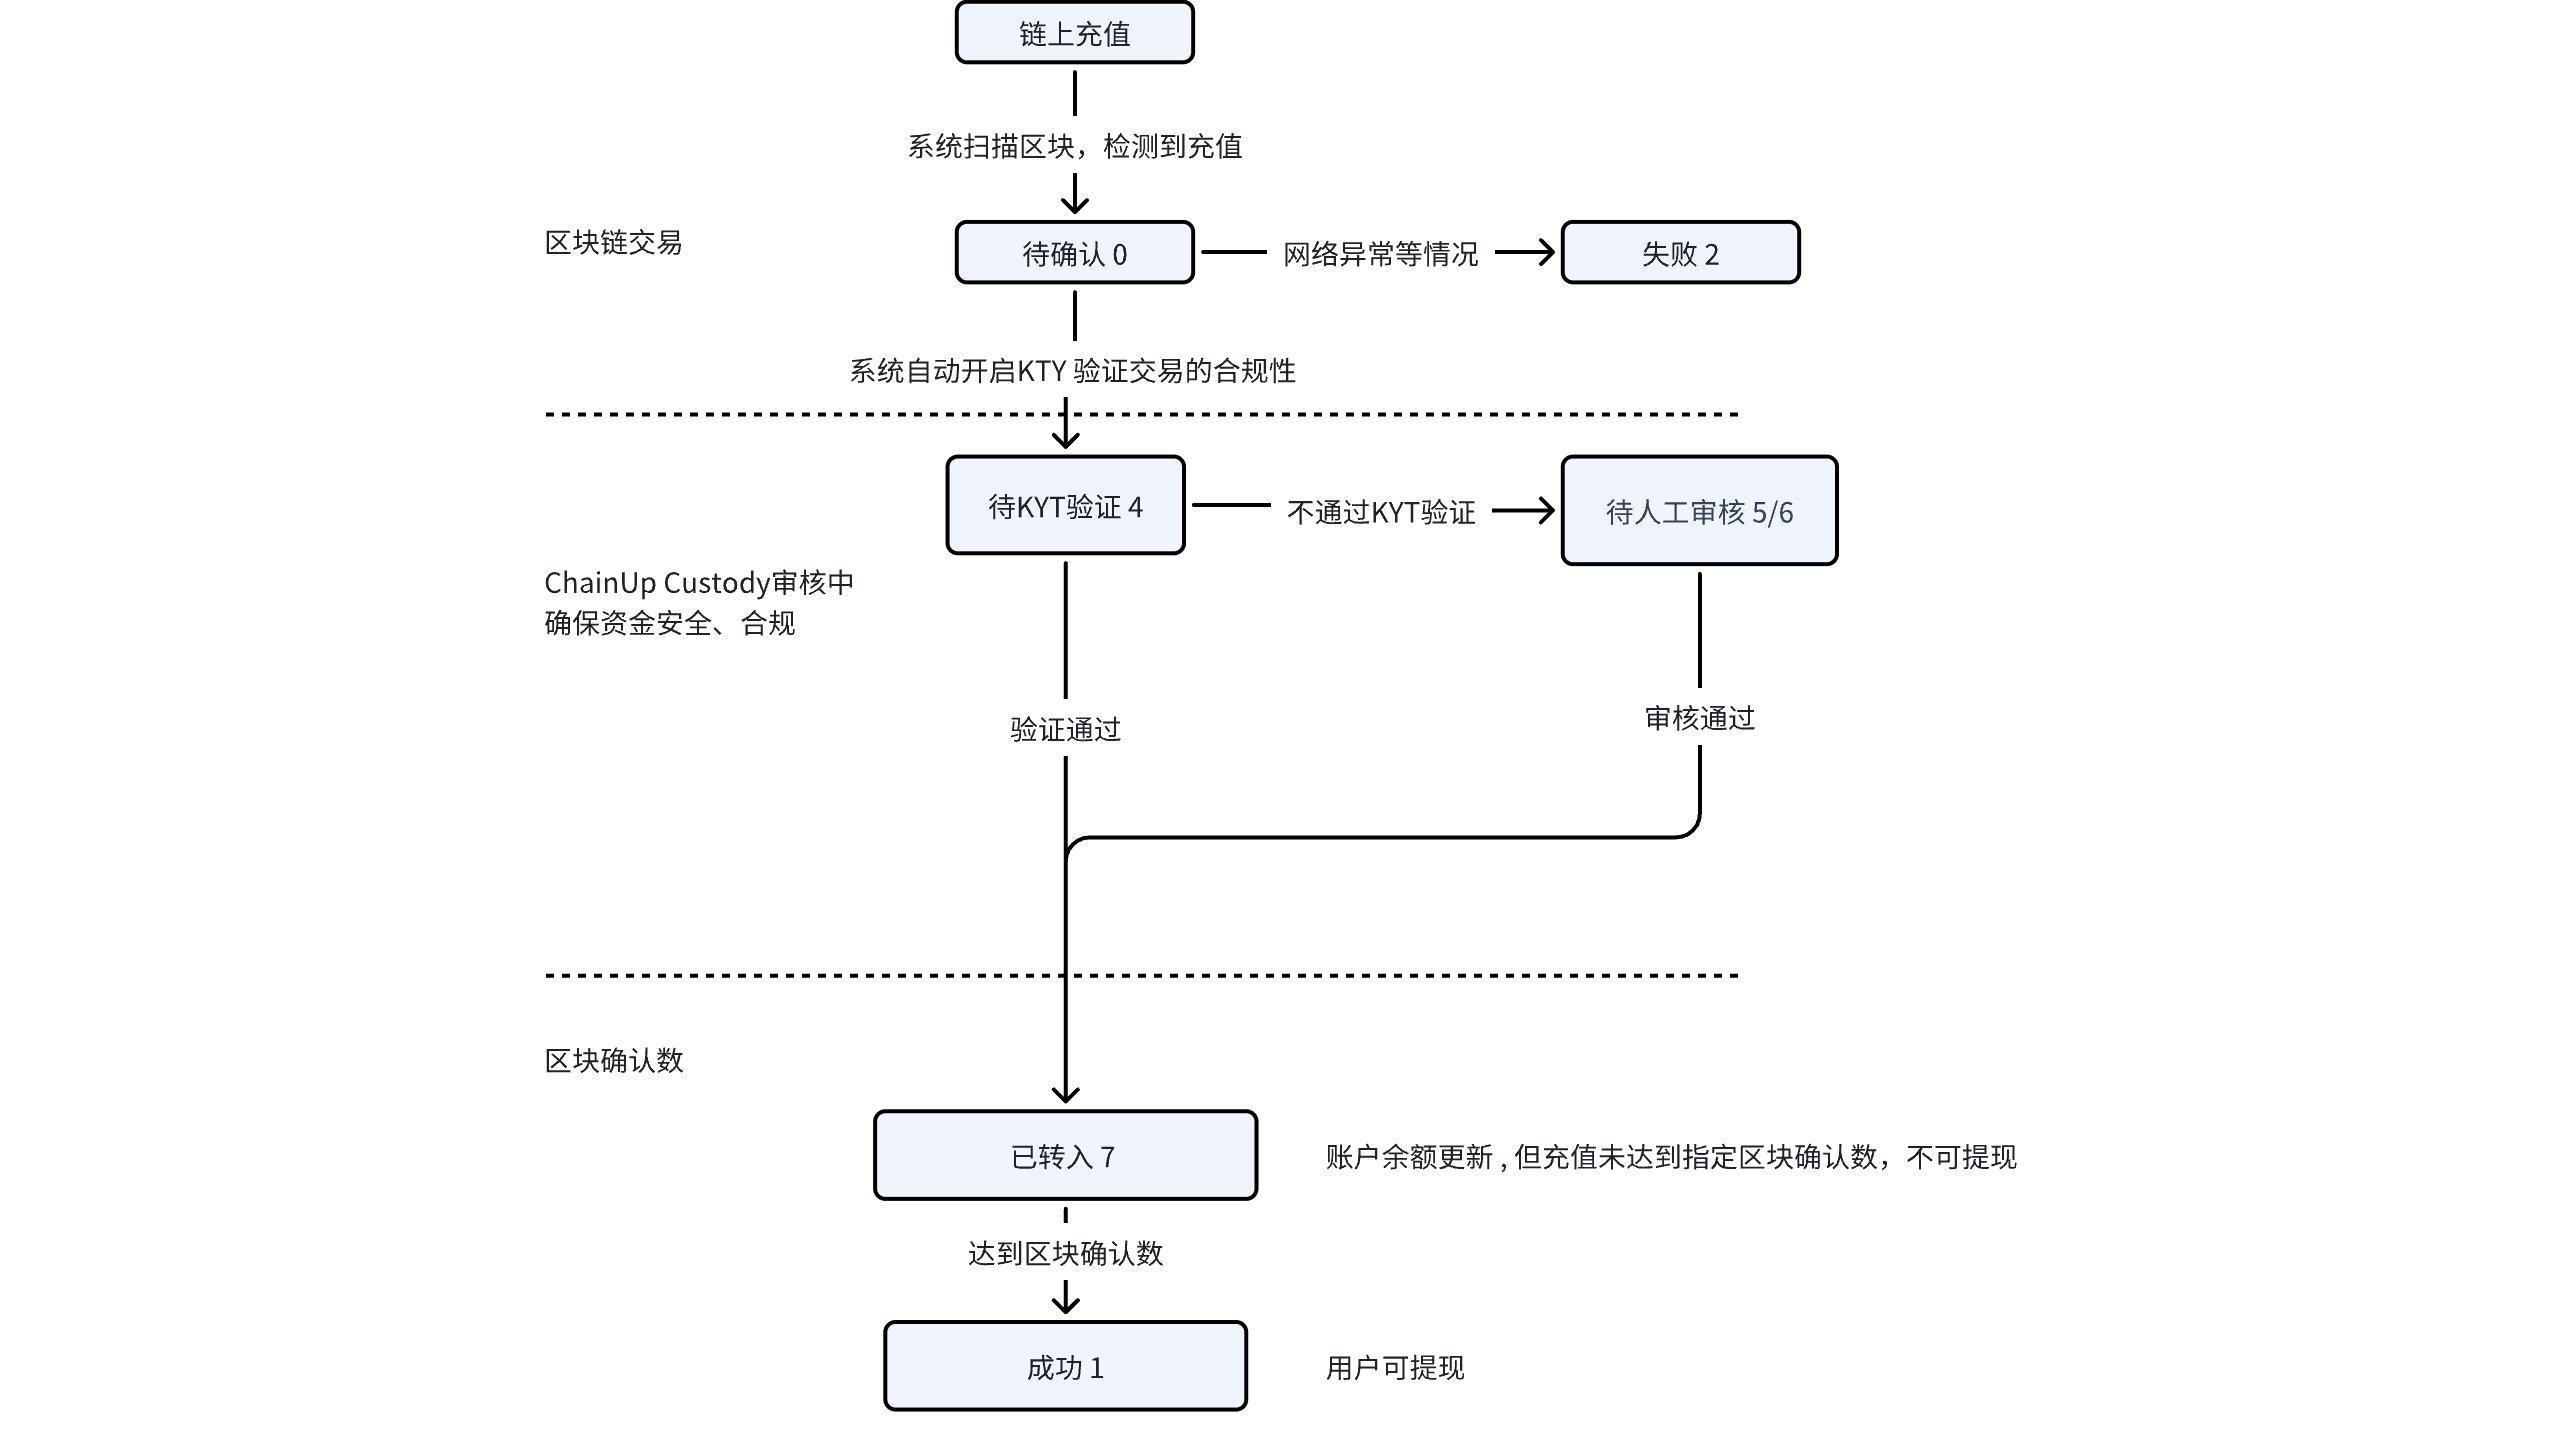 链上充值
系统扫描区块，检测到充值
区块链交易
待确认 0
网络异常等情况
失败 2
系统自动开启KTY 验证交易的合规性
待KYT验证 4
不通过KYT验证
待人工审核 5/6
ChainUp Custody审核中
确保资金安全、合规
验证通过
审核通过
区块确认数
已转入 7
账户余额更新 , 但充值未达到指定区块确认数，不可提现
达到区块确认数
成功 1
用户可提现